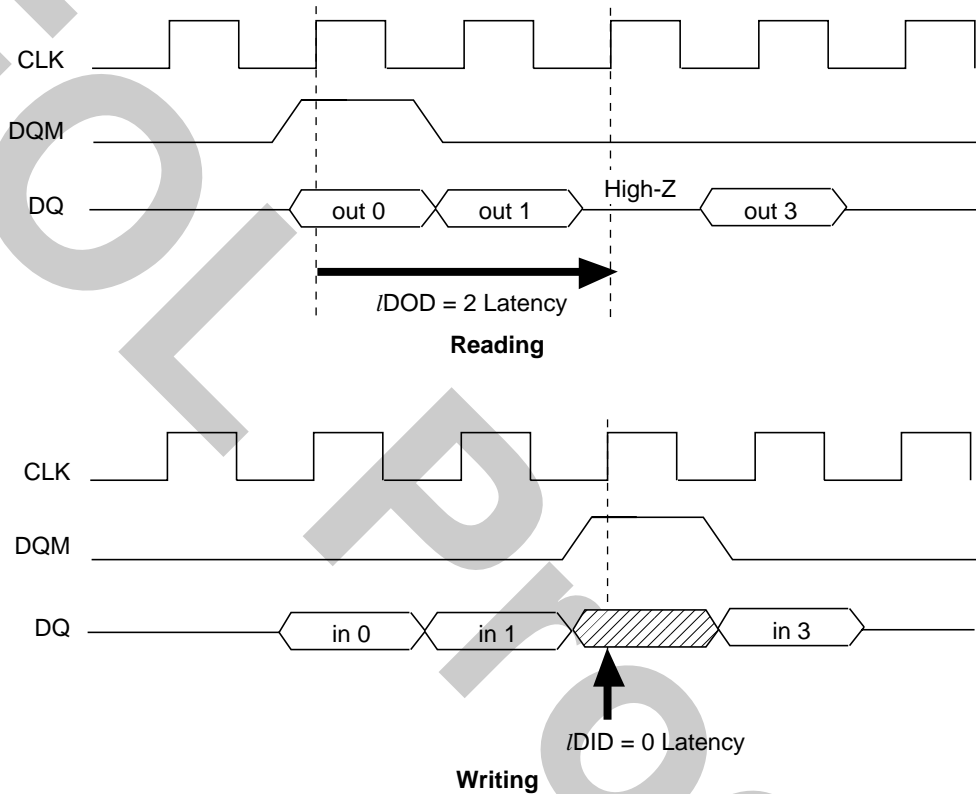 CLK
DQM
DQ
out 0
out 1
High-Z
out 3
lDOD = 2 Latency
Reading
CLK
DQM
DQ
in 0
in 1
in 3
lDID = 0 Latency
Writing